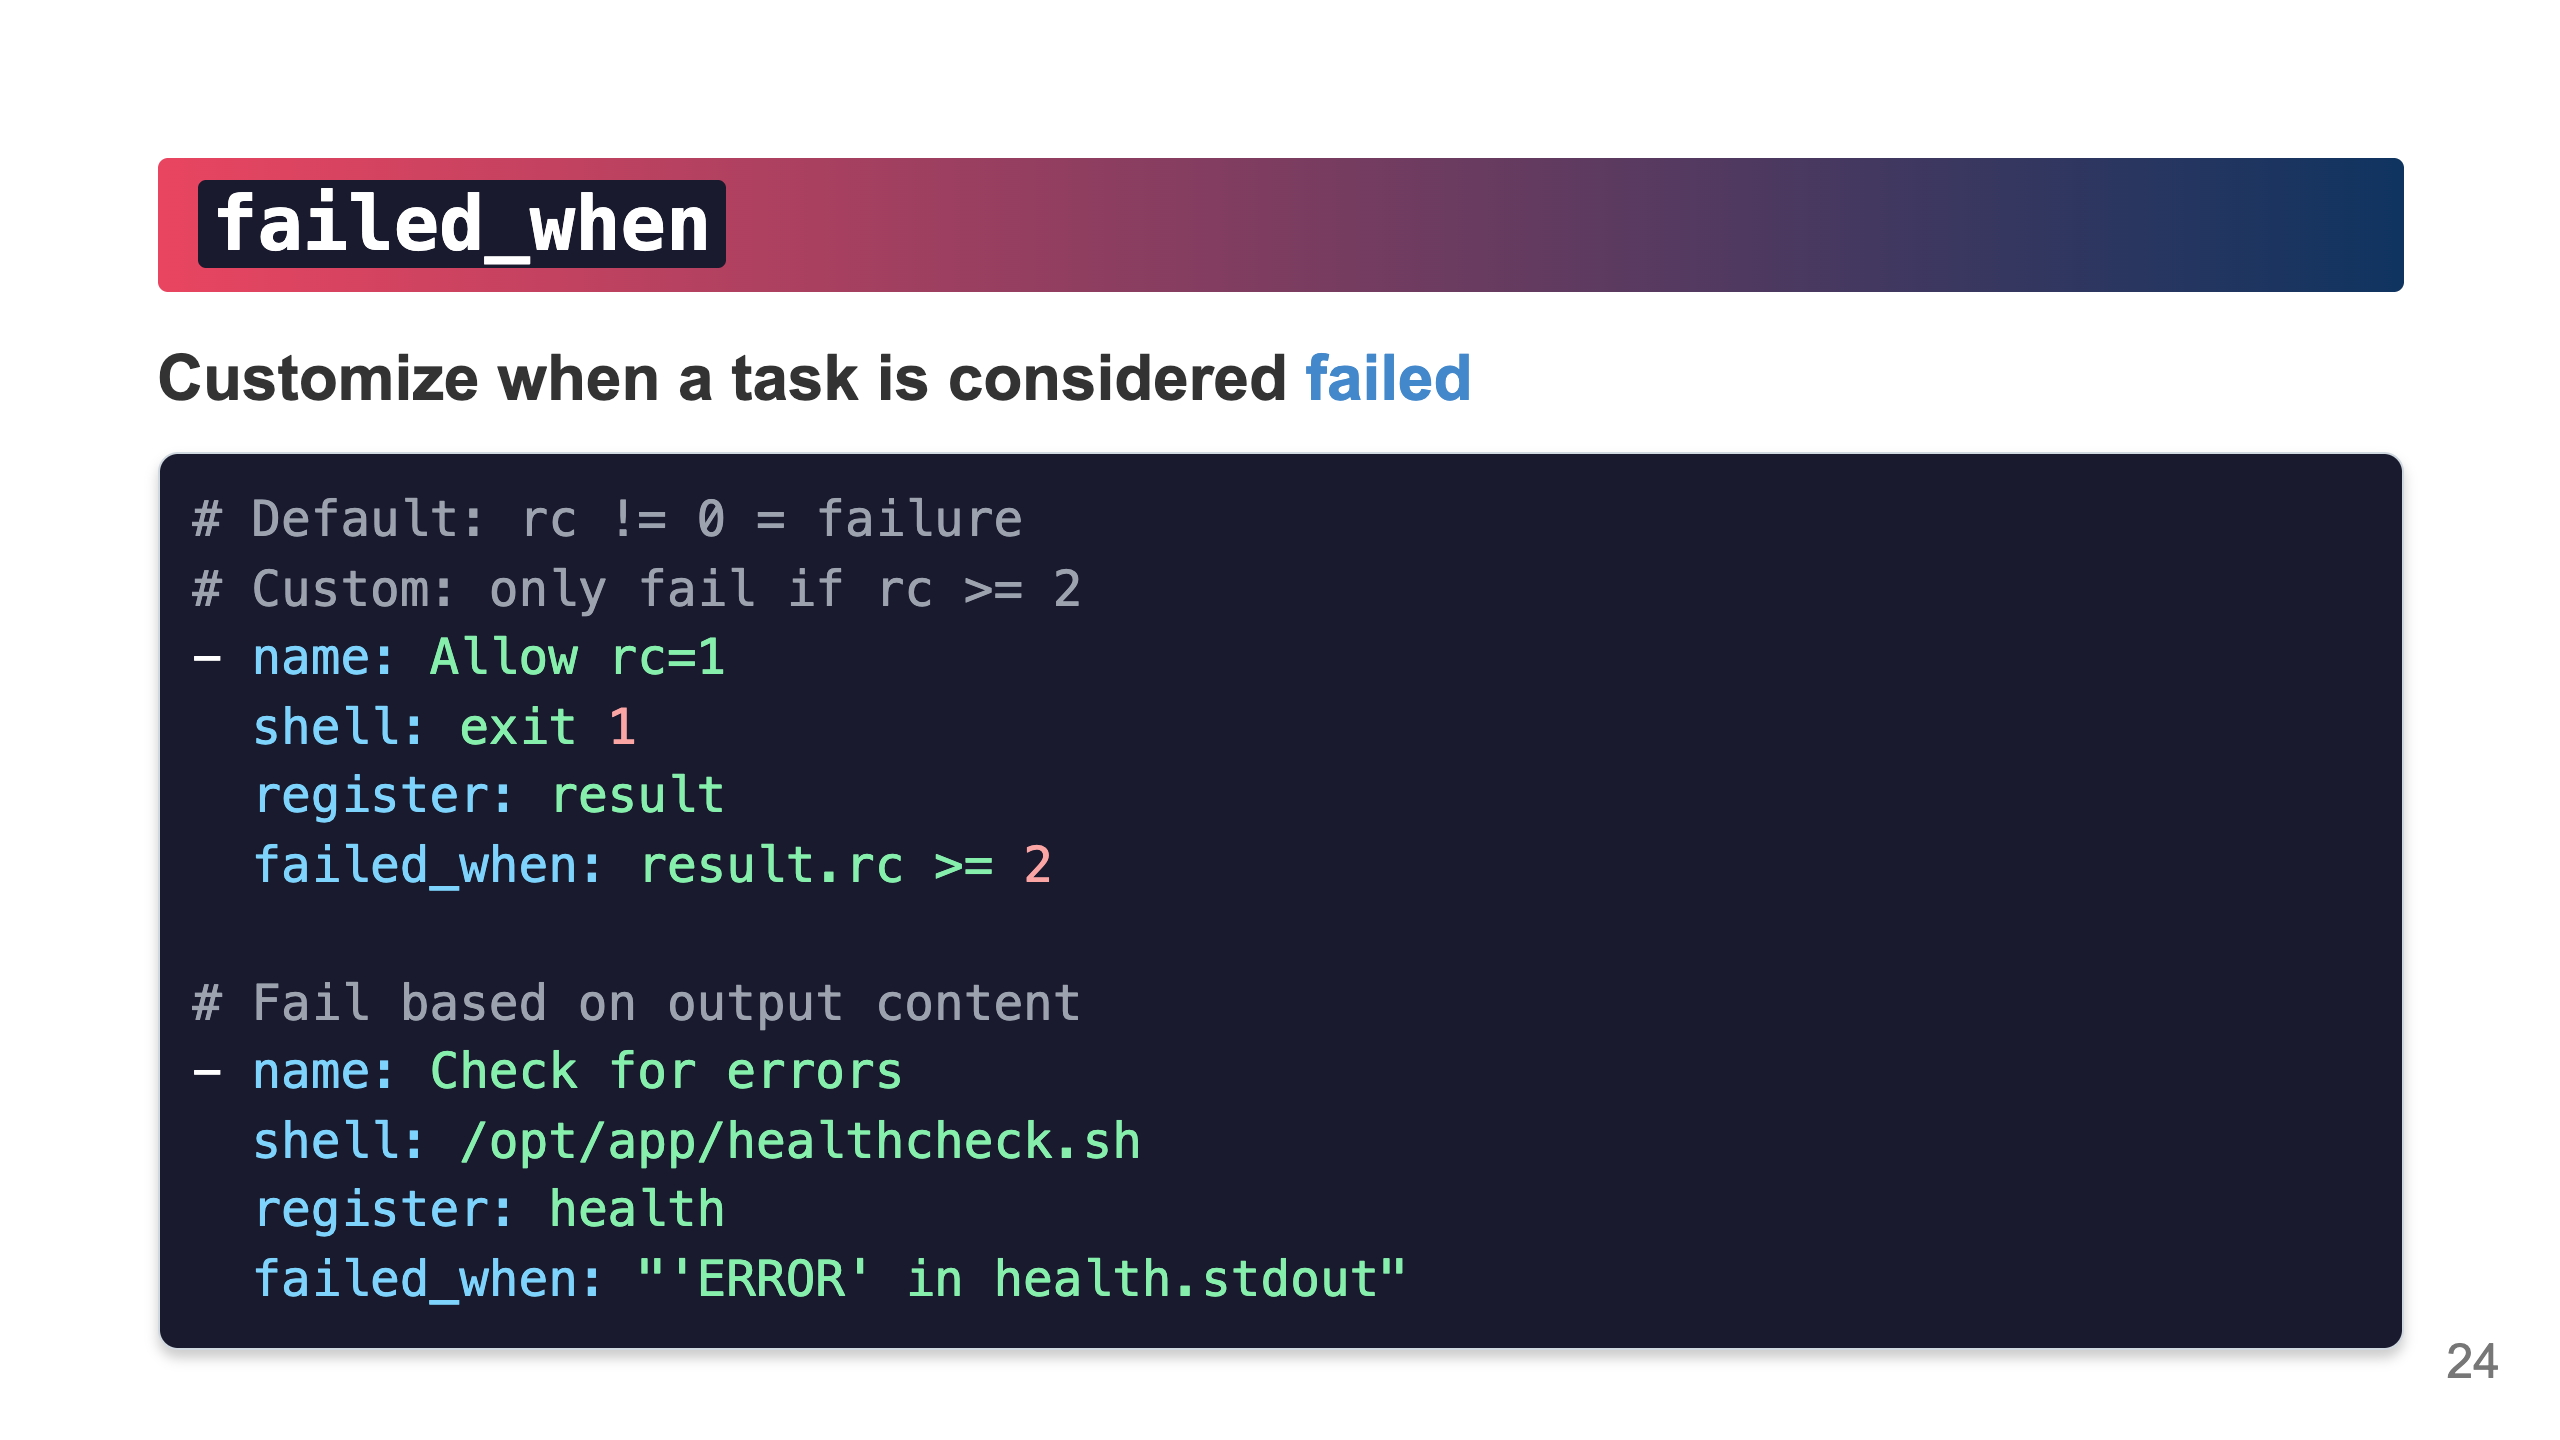 failed_when
Customize when a task is considered failed
# Default: rc != 0 = failure
# Custom: only fail if rc >= 2
- name: Allow rc=1
  shell: exit 1
  register: result
  failed_when: result.rc >= 2

# Fail based on output content
- name: Check for errors
  shell: /opt/app/healthcheck.sh
  register: health
  failed_when: "'ERROR' in health.stdout"
24